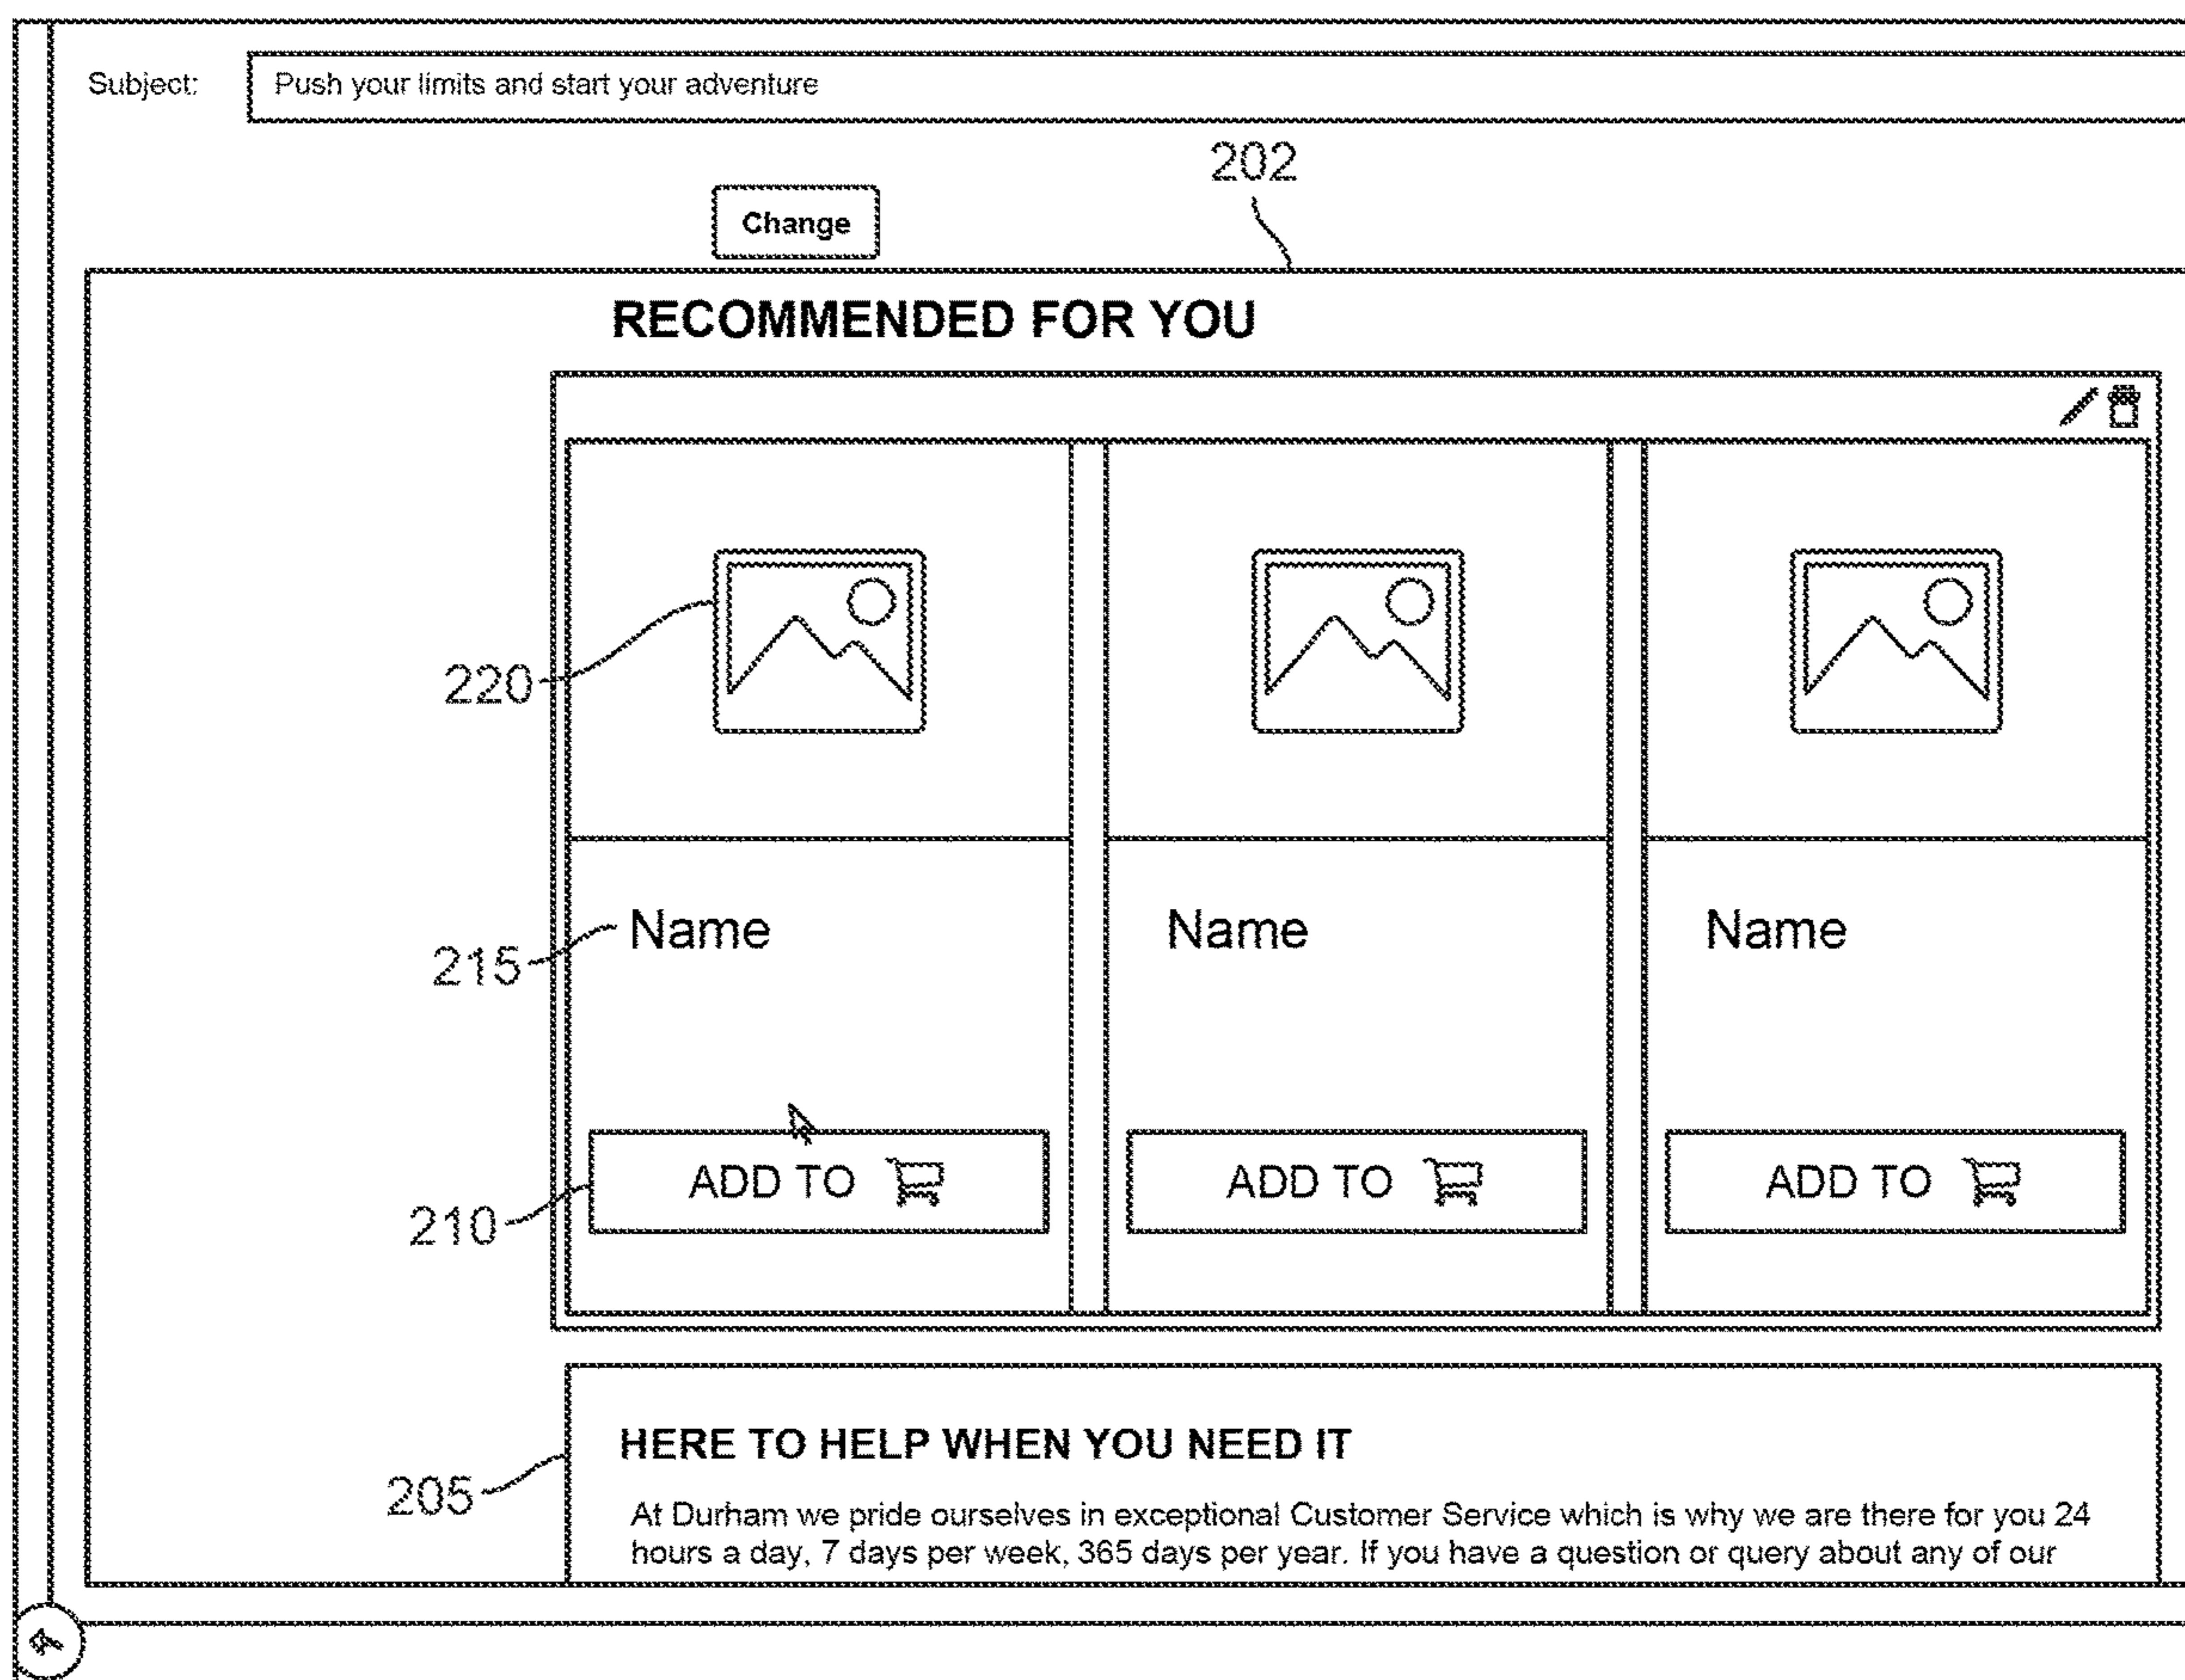 Subject: Push your limits and start your adventure
202
Change
RECOMMENDED FOR YOU
220
215 Name Name Name
210 ADD TO ADD TO ADD TO
HERE TO HELP WHEN YOU NEED IT
205
At Durham we pride ourselves in exceptional Customer Service which is why we are there for you 24
hours a day, 7 days per week, 365 days per year. If you have a question or query about any of our